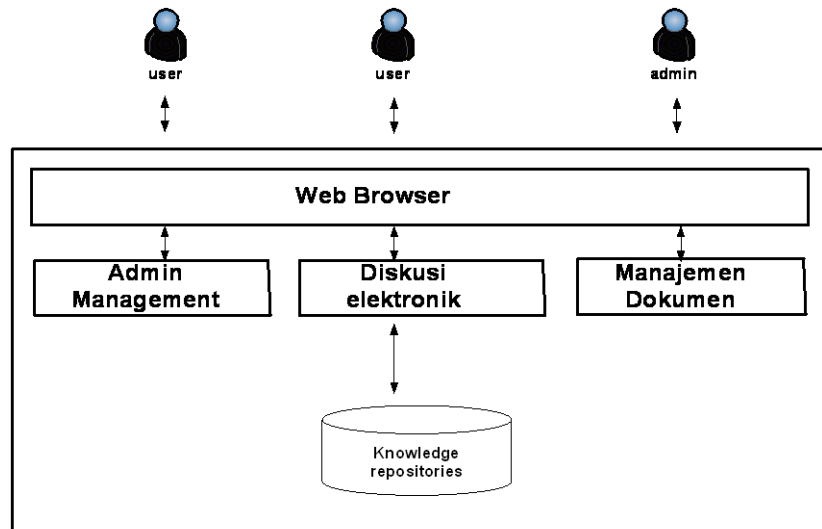 user
user
admin
Web Browser
Admin
Management
Diskusi
elektronik
Manajemen
Dokumen
Knowledge
repositories